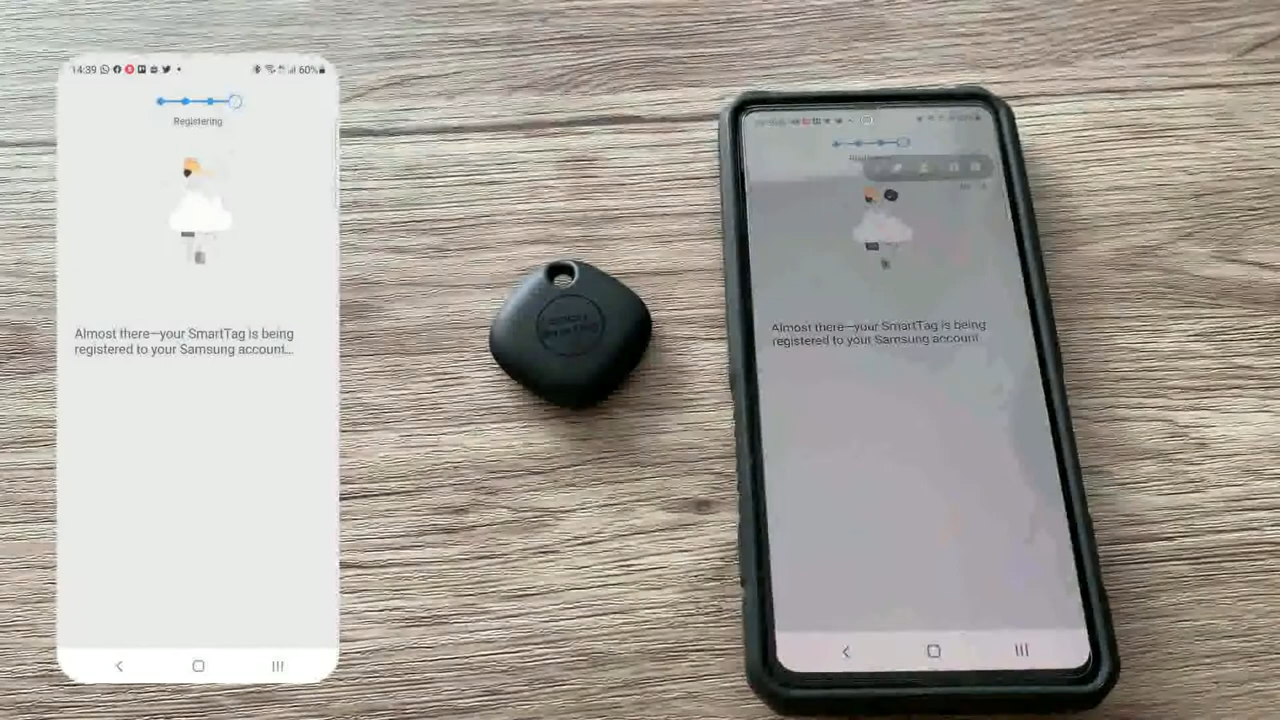 14:39
60%
Registering
Almost there—your SmartTag is being
registered to your Samsung account...
Almost there—your SmartTag is being
registered to your Samsung account